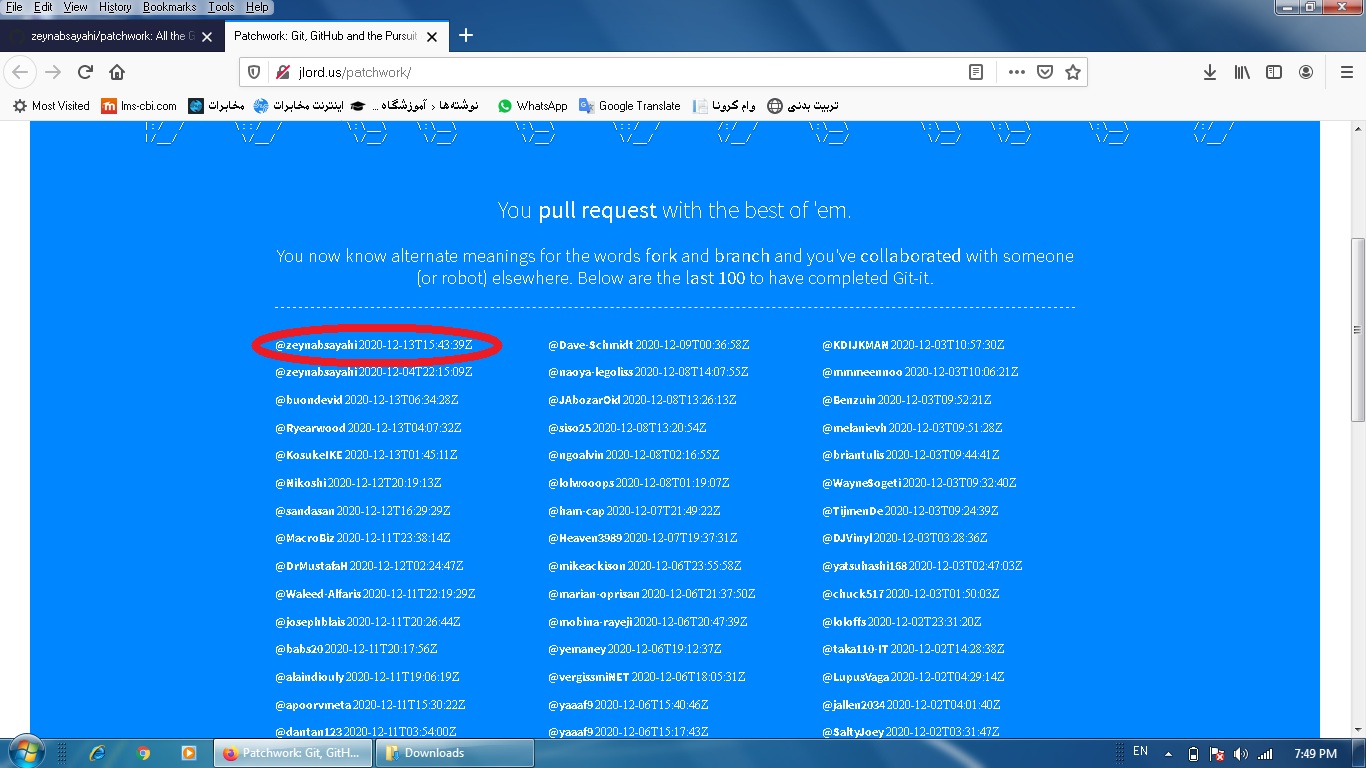 File Edit View History Bookmarks Tools Help
zeynabsayahi/patchwork: All the G
Patchwork: Git, GitHub and the Pursuit
jlord.us/patchwork/
Most Visited lms-cbi.com مخابرات اینترنت مخابرات نوشته‌ها ‹ آموزشگاه ... WhatsApp Google Translate وام کرونا تربیت بدنی
You pull request with the best of 'em.
You now know alternate meanings for the words fork and branch and you've collaborated with someone
(or robot) elsewhere. Below are the last 100 to have completed Git-it.
@zeynabsayahi 2020-12-13T15:43:39Z
@zeynabsayahi 2020-12-04T22:15:09Z
@buondevid 2020-12-13T06:34:28Z
@Ryearwood 2020-12-13T04:07:32Z
@KosukeIKE 2020-12-13T01:45:11Z
@Nikoshi 2020-12-12T20:19:13Z
@sandasan 2020-12-12T16:29:29Z
@MacroBiz 2020-12-11T23:38:14Z
@DrMustafaH 2020-12-12T02:24:47Z
@Waleed-Alfaris 2020-12-11T22:19:29Z
@josephblais 2020-12-11T20:26:44Z
@babs20 2020-12-11T20:17:56Z
@alaindiouly 2020-12-11T19:06:19Z
@apoorvmeta 2020-12-11T15:30:22Z
@dantan123 2020-12-11T03:54:00Z
@Dave-Schmidt 2020-12-09T00:36:58Z
@naoya-legoliss 2020-12-08T14:07:55Z
@JAbozarOid 2020-12-08T13:26:13Z
@siso25 2020-12-08T13:20:54Z
@ngoalvin 2020-12-08T02:16:55Z
@lolwooops 2020-12-08T01:19:07Z
@ham-cap 2020-12-07T21:49:22Z
@Heaven3989 2020-12-07T19:37:31Z
@mikeackison 2020-12-06T23:55:58Z
@marian-oprisan 2020-12-06T21:37:50Z
@mobina-rayeji 2020-12-06T20:47:39Z
@yemaney 2020-12-06T19:12:37Z
@vergissmiNET 2020-12-06T18:05:31Z
@yaaaf9 2020-12-06T15:40:46Z
@yaaaf9 2020-12-06T15:17:43Z
@KDIJKMAN 2020-12-03T10:57:30Z
@mmmeennoo 2020-12-03T10:06:21Z
@Benzuin 2020-12-03T09:52:21Z
@melanievh 2020-12-03T09:51:28Z
@briantulis 2020-12-03T09:44:41Z
@WayneSogeti 2020-12-03T09:32:40Z
@TijmenDe 2020-12-03T09:24:39Z
@DJVinyl 2020-12-03T03:28:36Z
@yatsuhashi168 2020-12-03T02:47:03Z
@chuck517 2020-12-03T01:50:03Z
@loloffs 2020-12-02T23:31:20Z
@taka110-IT 2020-12-02T14:28:38Z
@LupusVaga 2020-12-02T04:29:14Z
@jallen2034 2020-12-02T04:01:40Z
@SaltyJoey 2020-12-02T03:31:47Z
Patchwork: Git, GitH... Downloads EN 7:49 PM